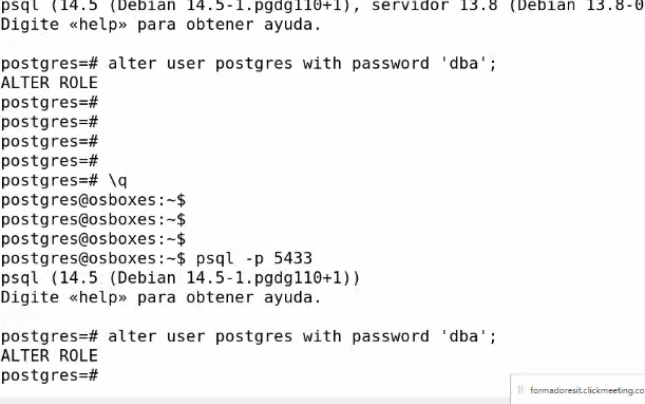 psql (14.5 (Debian 14.5-1.pgdg110+1), servidor 13.8 (Debian 13.8-0
Digite «help» para obtener ayuda.
postgres=# alter user postgres with password 'dba';
ALTER ROLE
postgres=#
postgres=#
postgres=#
postgres=#
postgres=# \q
postgres@osboxes:~$
postgres@osboxes:~$
postgres@osboxes:~$
postgres@osboxes:~$ psql -p 5433
psql (14.5 (Debian 14.5-1.pgdg110+1))
Digite «help» para obtener ayuda.
postgres=# alter user postgres with password 'dba';
ALTER ROLE
postgres=#
formadoresit.clickmeeting.co